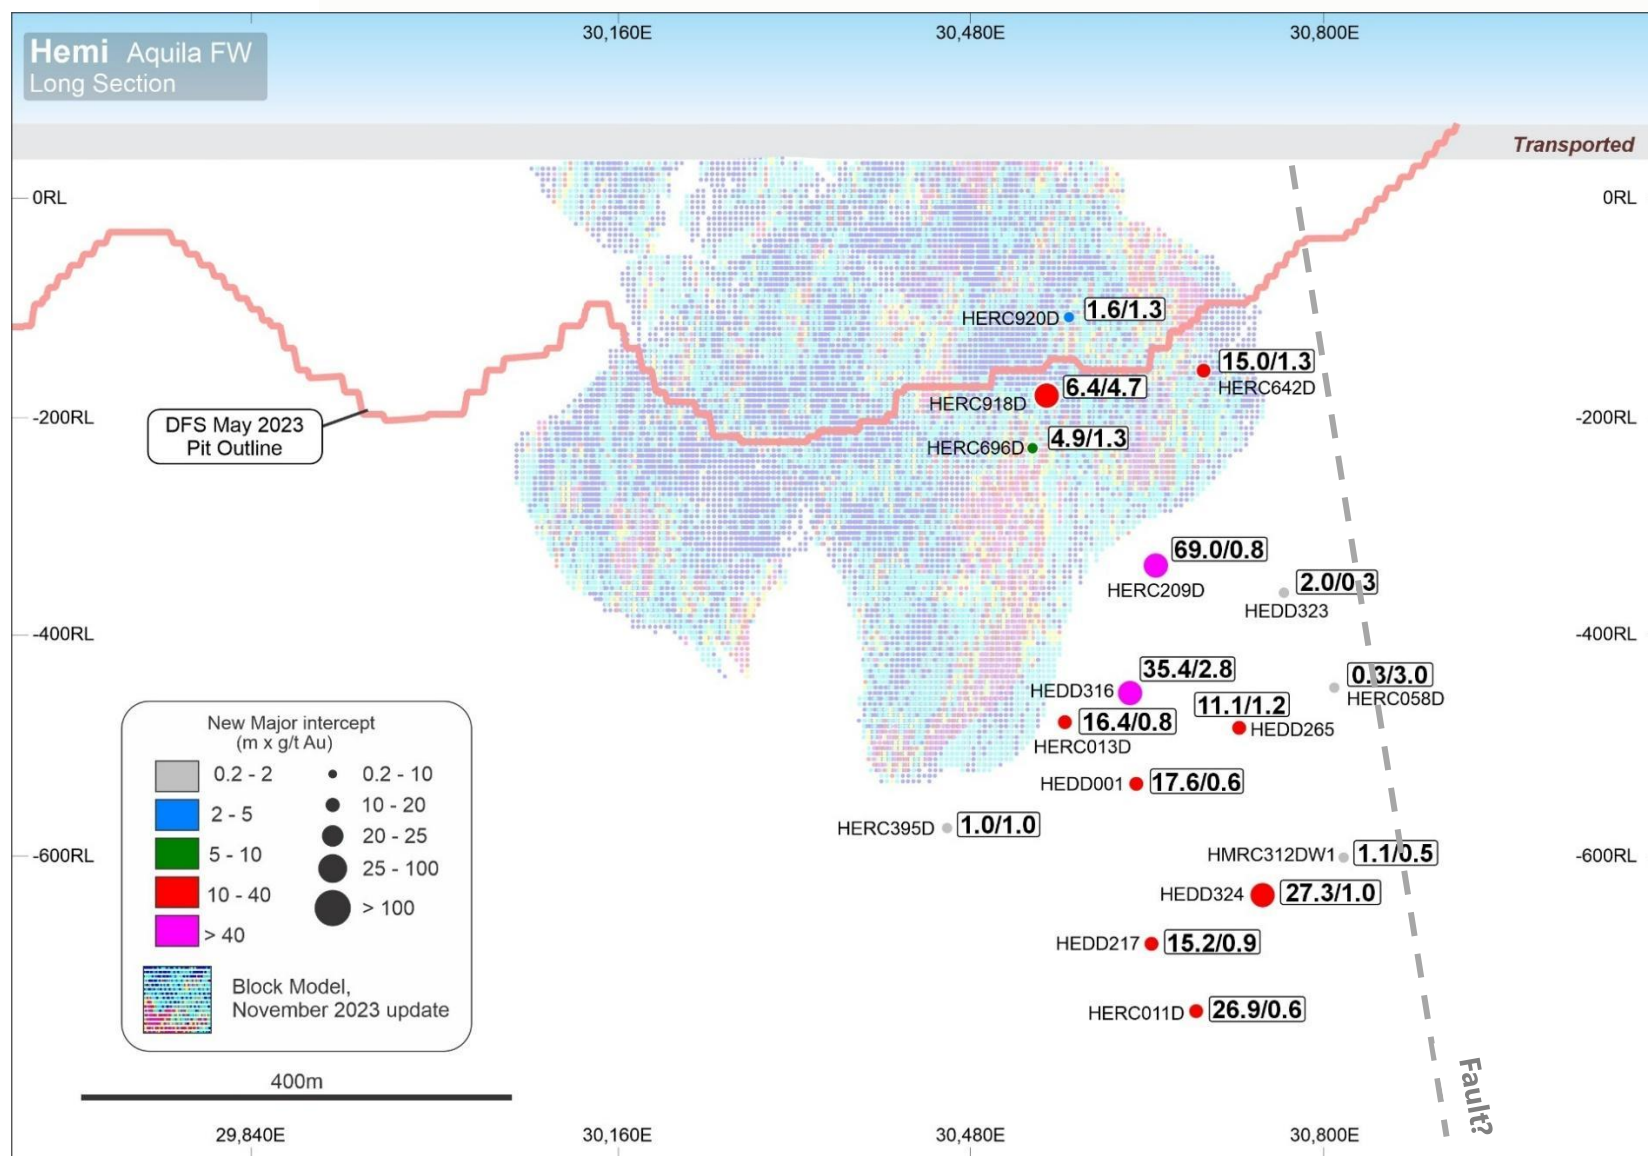 30,160E 30,480E 30,800E
Hemi Aquila FW
Long Section
Transported
0RL 0RL
HERC920D 1.6/1.3
15.0/1.3
HERC642D
6.4/4.7
HERC918D
-200RL -200RL
DFS May 2023
Pit Outline
HERC696D 4.9/1.3
69.0/0.8
HERC209D
2.0/0.3
HEDD323
-400RL -400RL
35.4/2.8
HEDD316
0.3/3.0
HERC058D
11.1/1.2
HEDD265
16.4/0.8
HERC013D
HEDD001 17.6/0.6
HERC395D 1.0/1.0
-600RL -600RL
HMRC312DW1 1.1/0.5
HEDD324 27.3/1.0
HEDD217 15.2/0.9
HERC011D 26.9/0.6
New Major intercept
(m x g/t Au)
0.2 - 2 0.2 - 10
2 - 5 10 - 20
5 - 10 20 - 25
10 - 40 25 - 100
> 40 > 100
Block Model,
November 2023 update
400m
Fault?
29,840E 30,160E 30,480E 30,800E